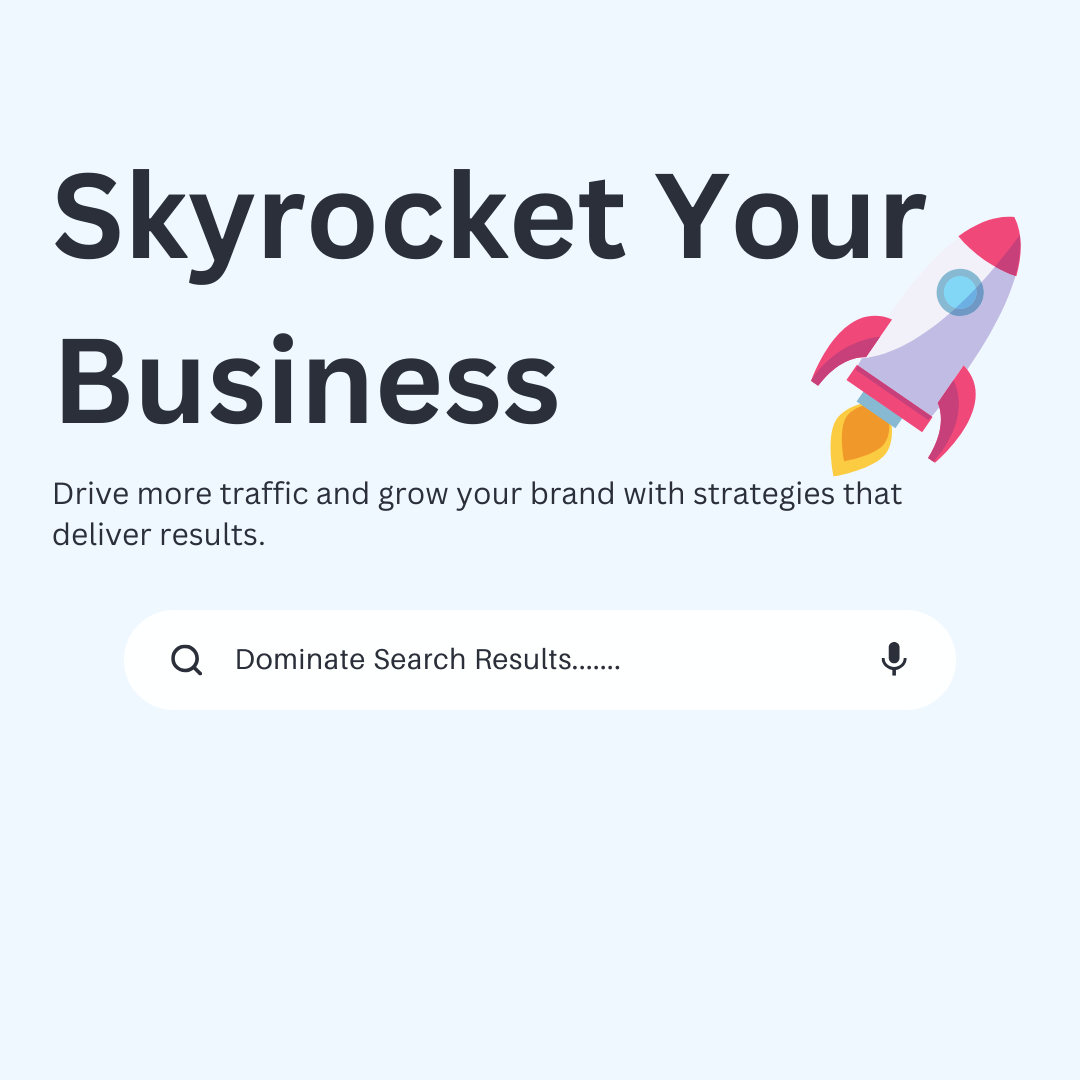 Skyrocket Your
Business
Drive more traffic and grow your brand with strategies that
deliver results.
Dominate Search Results.......